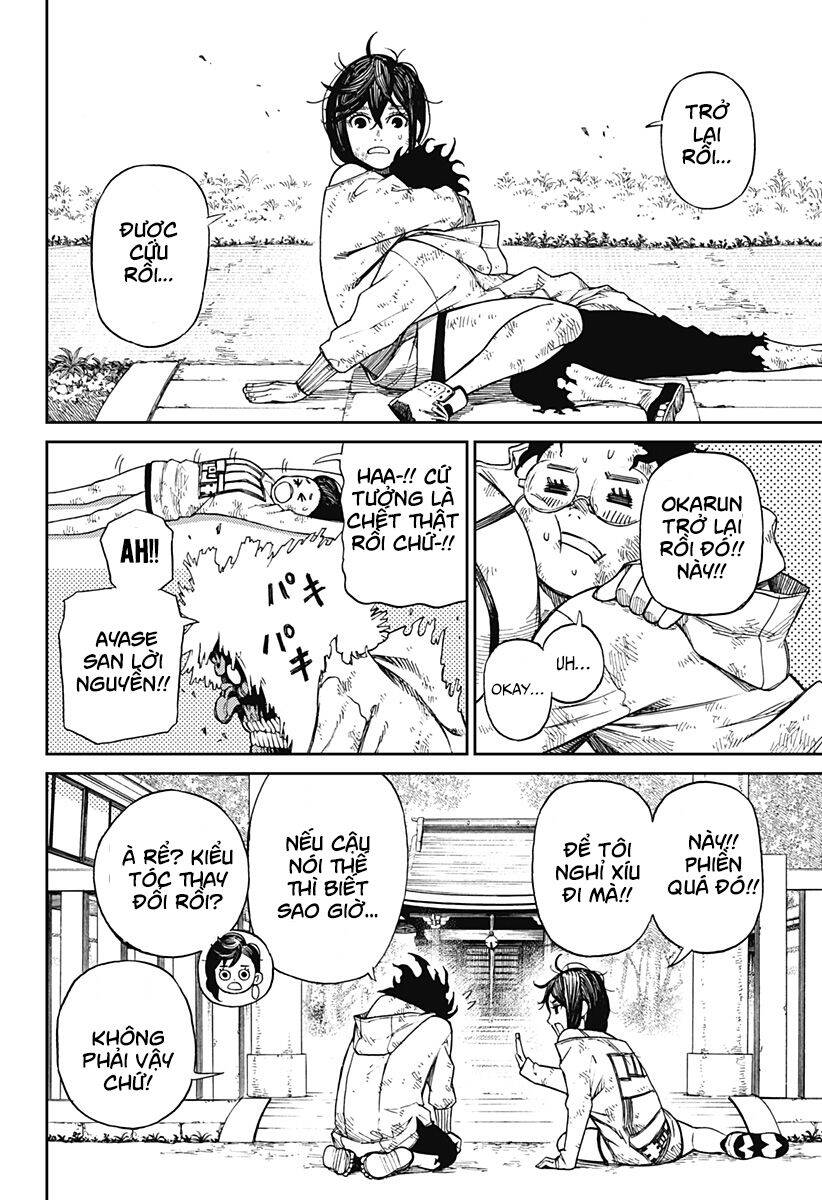 TRỞ
LẠI
RỒI...
ĐƯỢC
CỨU
RỒI...
OKARUN
TRỞ LẠI
RỒI ĐÓ!!
NÀY!!
UH...
OKAY...
HAA-!! CỨ
TƯỞNG LÀ
CHẾT THẬT
RỒI CHỨ-!!
パキ
パキ
AH!!
AYASE
SAN LỜI
NGUYỀN!!
NÀY!!
PHIỀN
QUÁ ĐÓ!!
ĐỂ TÔI
NGHỈ XÍU
ĐI MÀ!!
NẾU CẬU
NÓI THẾ
THÌ BIẾT
SAO GIỜ...
À RỂ? KIỂU
TÓC THAY
ĐỔI RỒI?
KHÔNG
PHẢI VẬY
CHỨ!